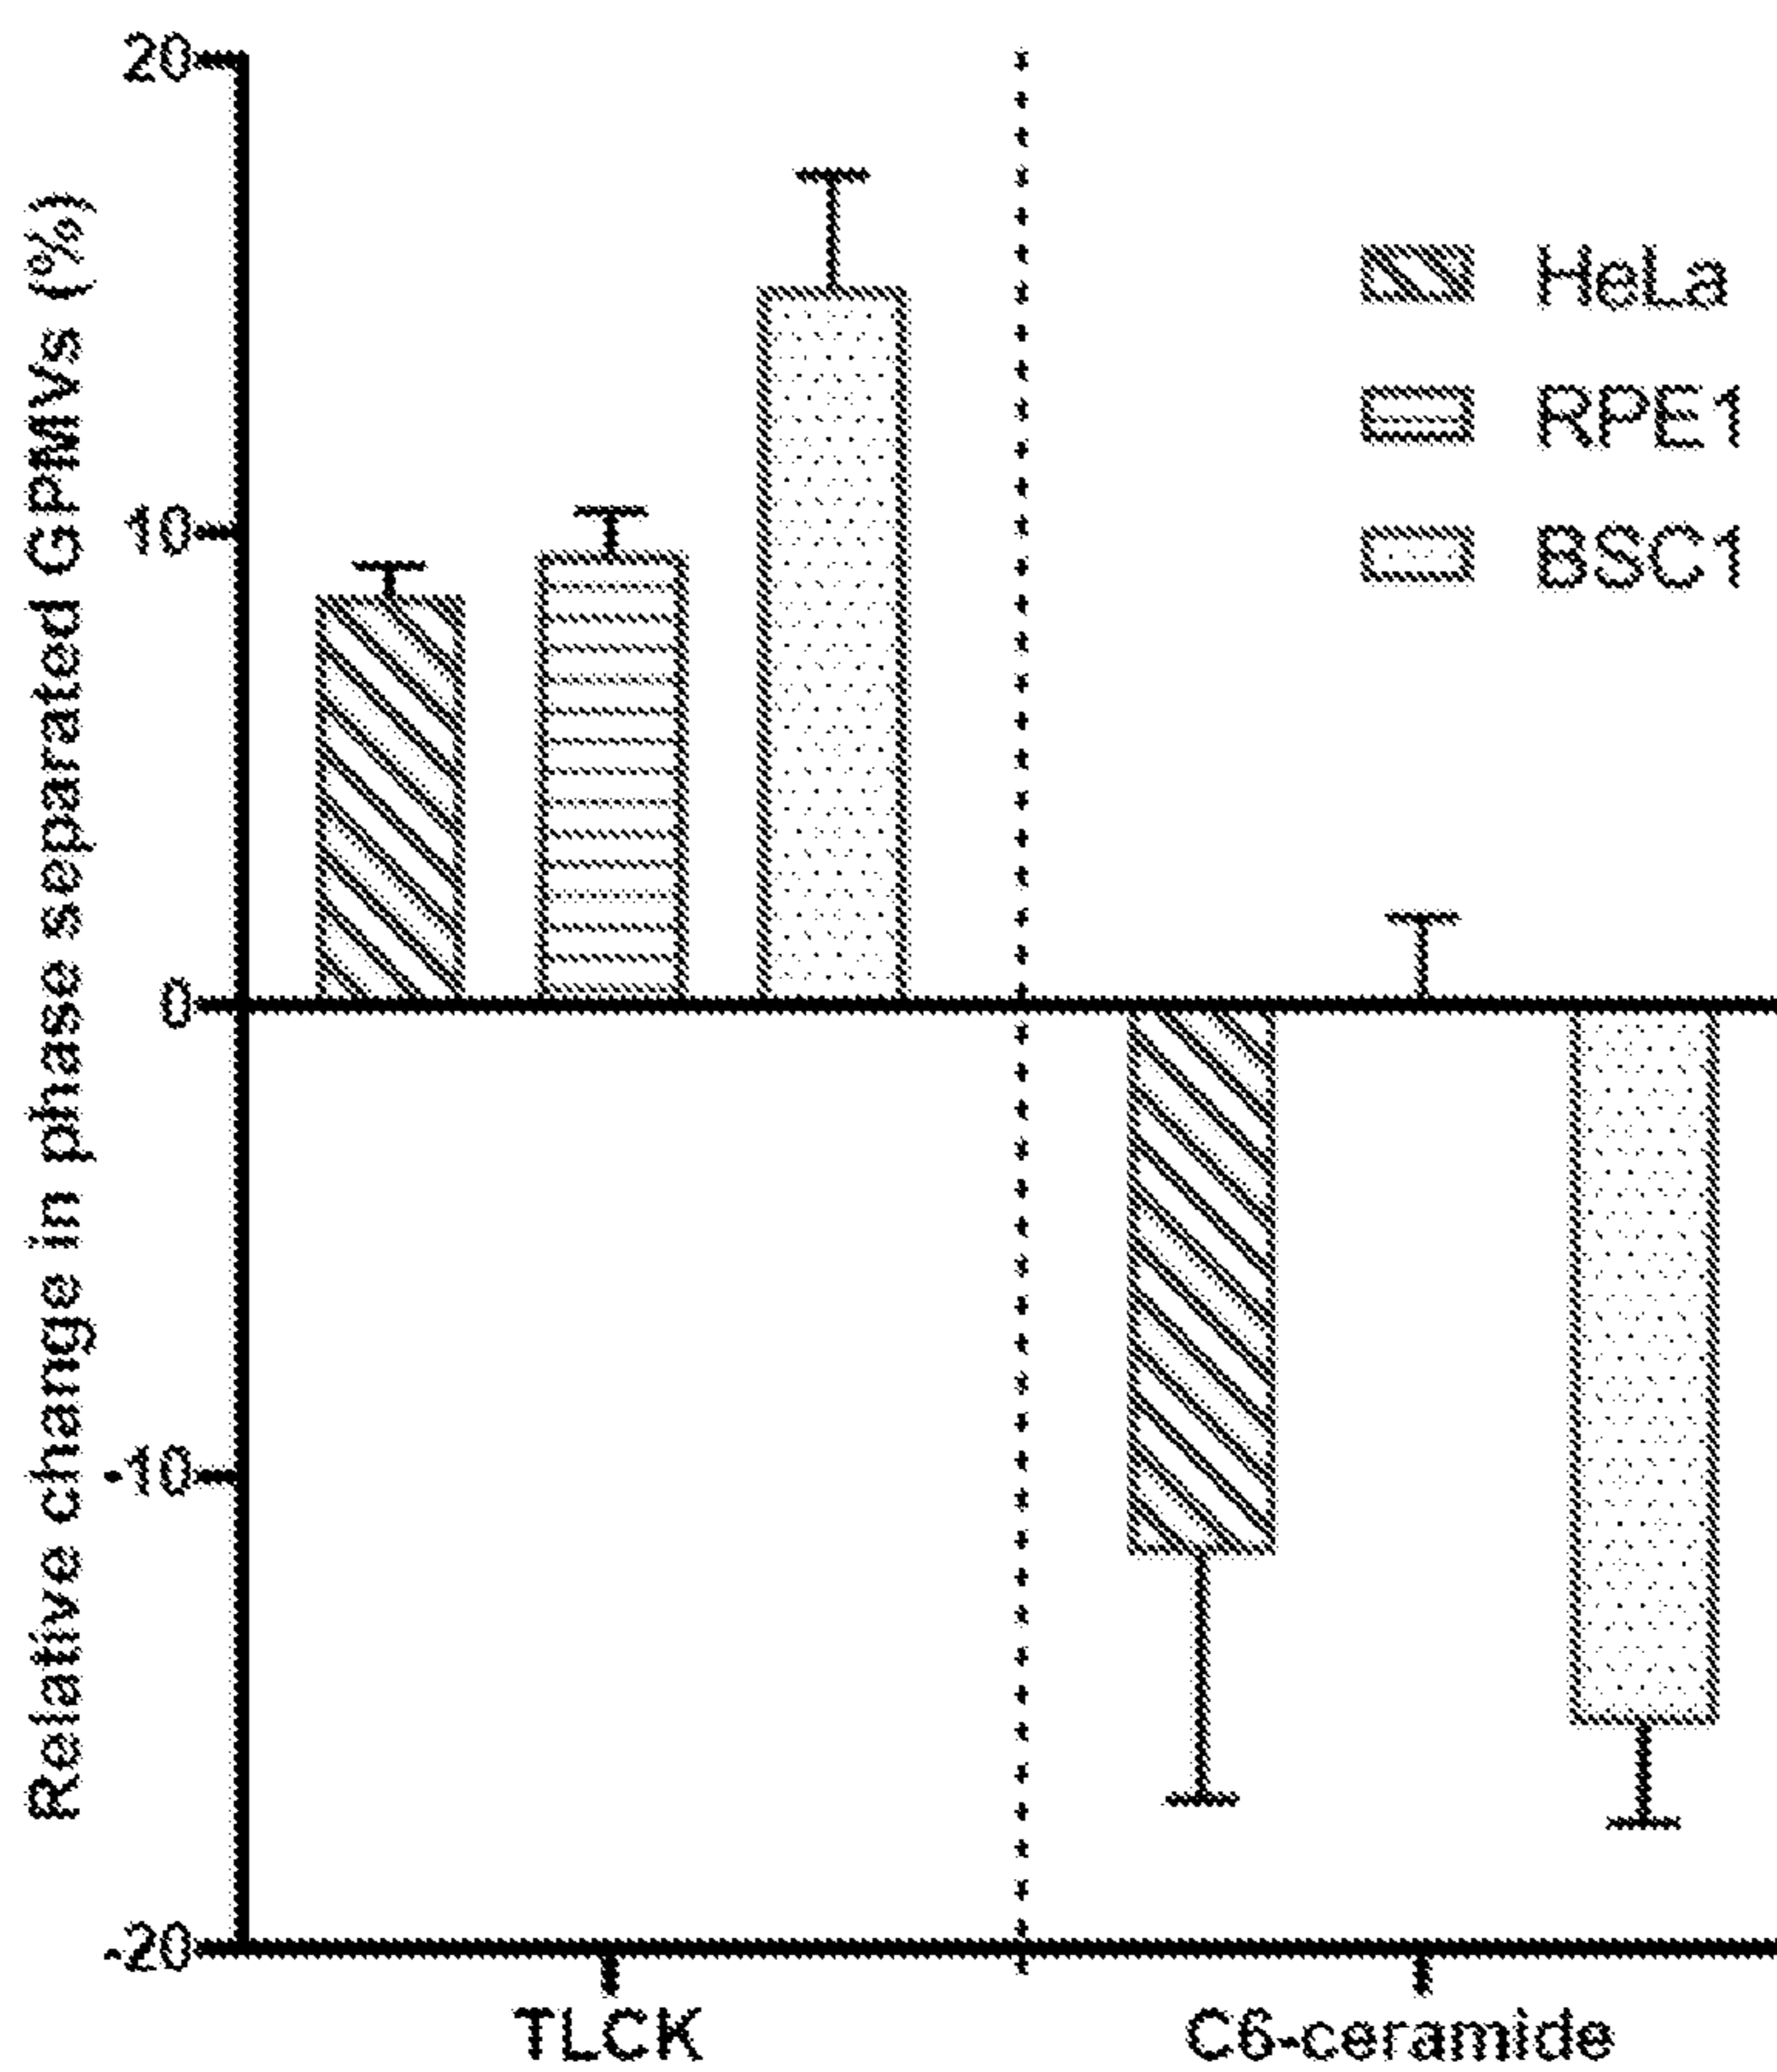 Relative change in phase separated GPMVs (%)
20
10
0
-10
-20
HeLa
RPE1
BSC1
TLCK
C6-ceramide